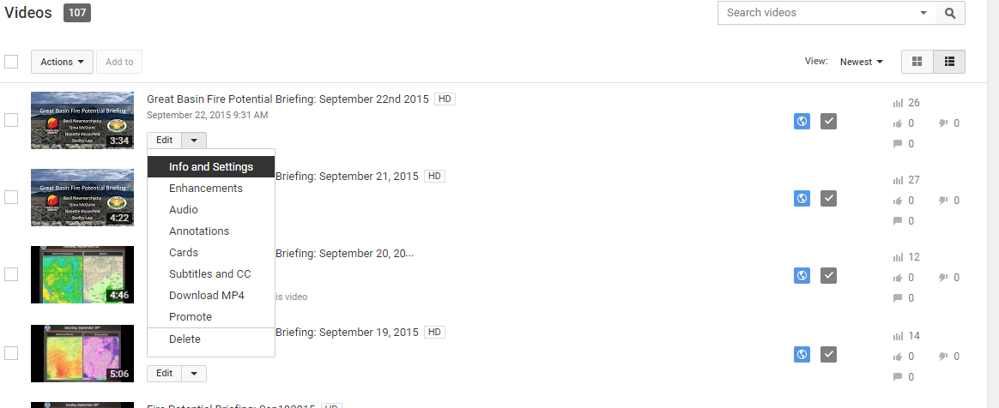 Videos 107
Search videos
Actions
Add to
View:
Newest
Great Basin Fire Potential Briefing
Basil Newmerzhycky
Gina McGuire
Nanette Hosenfeld
Shelby Law
3:34
Great Basin Fire Potential Briefing: September 22nd 2015 HD
September 22, 2015 9:31 AM
Edit
26
0 0
0
Info and Settings
Enhancements
Audio
Annotations
Cards
Subtitles and CC
Download MP4
Promote
Delete
Great Basin Fire Potential Briefing
Basil Newmerzhycky
Gina McGuire
Nanette Hosenfeld
Shelby Law
4:22
Briefing: September 21, 2015 HD
27
0 0
0
4:46
Briefing: September 20, 20...
is video
12
0 0
0
Saturday, September 19th
5:06
Briefing: September 19, 2015 HD
Edit
14
0 0
0
Fire Potential Briefing: Sep182015 HD